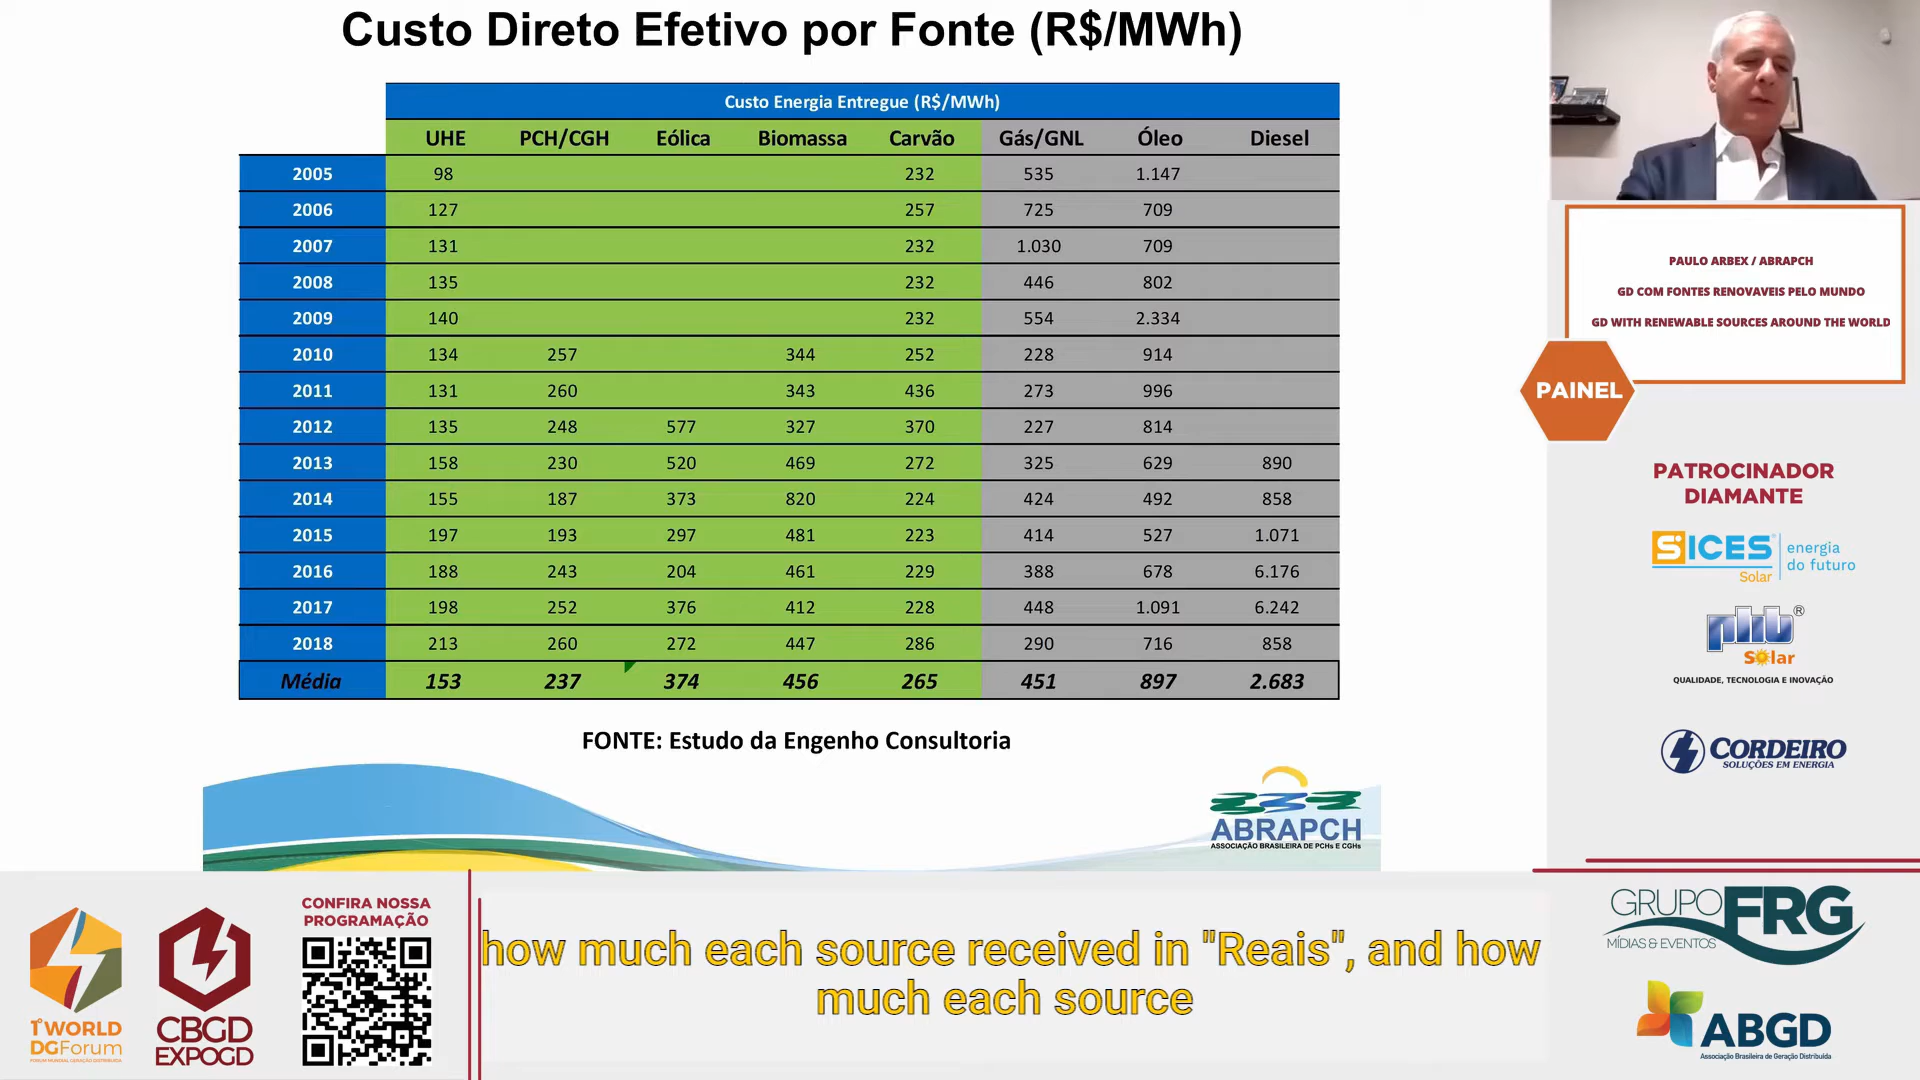 Custo Direto Efetivo por Fonte (R$/MWh)
Custo Energia Entregue (R$/MWh)
UHE PCH/CGH Eólica Biomassa Carvão Gás/GNL Óleo Diesel
2005 98 232 535 1.147
2006 127 257 725 709
2007 131 232 1.030 709
2008 135 232 446 802
2009 140 232 554 2.334
2010 134 257 344 252 228 914
2011 131 260 343 436 273 996
2012 135 248 577 327 370 227 814
2013 158 230 520 469 272 325 629 890
2014 155 187 373 820 224 424 492 858
2015 197 193 297 481 223 414 527 1.071
2016 188 243 204 461 229 388 678 6.176
2017 198 252 376 412 228 448 1.091 6.242
2018 213 260 272 447 286 290 716 858
Média 153 237 374 456 265 451 897 2.683
FONTE: Estudo da Engenho Consultoria
ABRAPCH
ASSOCIAÇÃO BRASILEIRA DE PCHs E CGHs
PAULO ARBEX / ABRAPCH
GD COM FONTES RENOVAVEIS PELO MUNDO
GD WITH RENEWABLE SOURCES AROUND THE WORLD
PAINEL
PATROCINADOR
DIAMANTE
SICES
Solar
energia
do futuro
phb®
Solar
QUALIDADE, TECNOLOGIA E INOVAÇÃO
CORDEIRO
SOLUÇÕES EM ENERGIA
1º WORLD
DGForum
FORUM MUNDIAL GERAÇÃO DISTRIBUÍDA
CBGD
EXPOGD
CONFIRA NOSSA
PROGRAMAÇÃO
how much each source received in "Reais", and how
much each source
GRUPO FRG
MÍDIAS & EVENTOS
ABGD
Associação Brasileira de Geração Distribuída